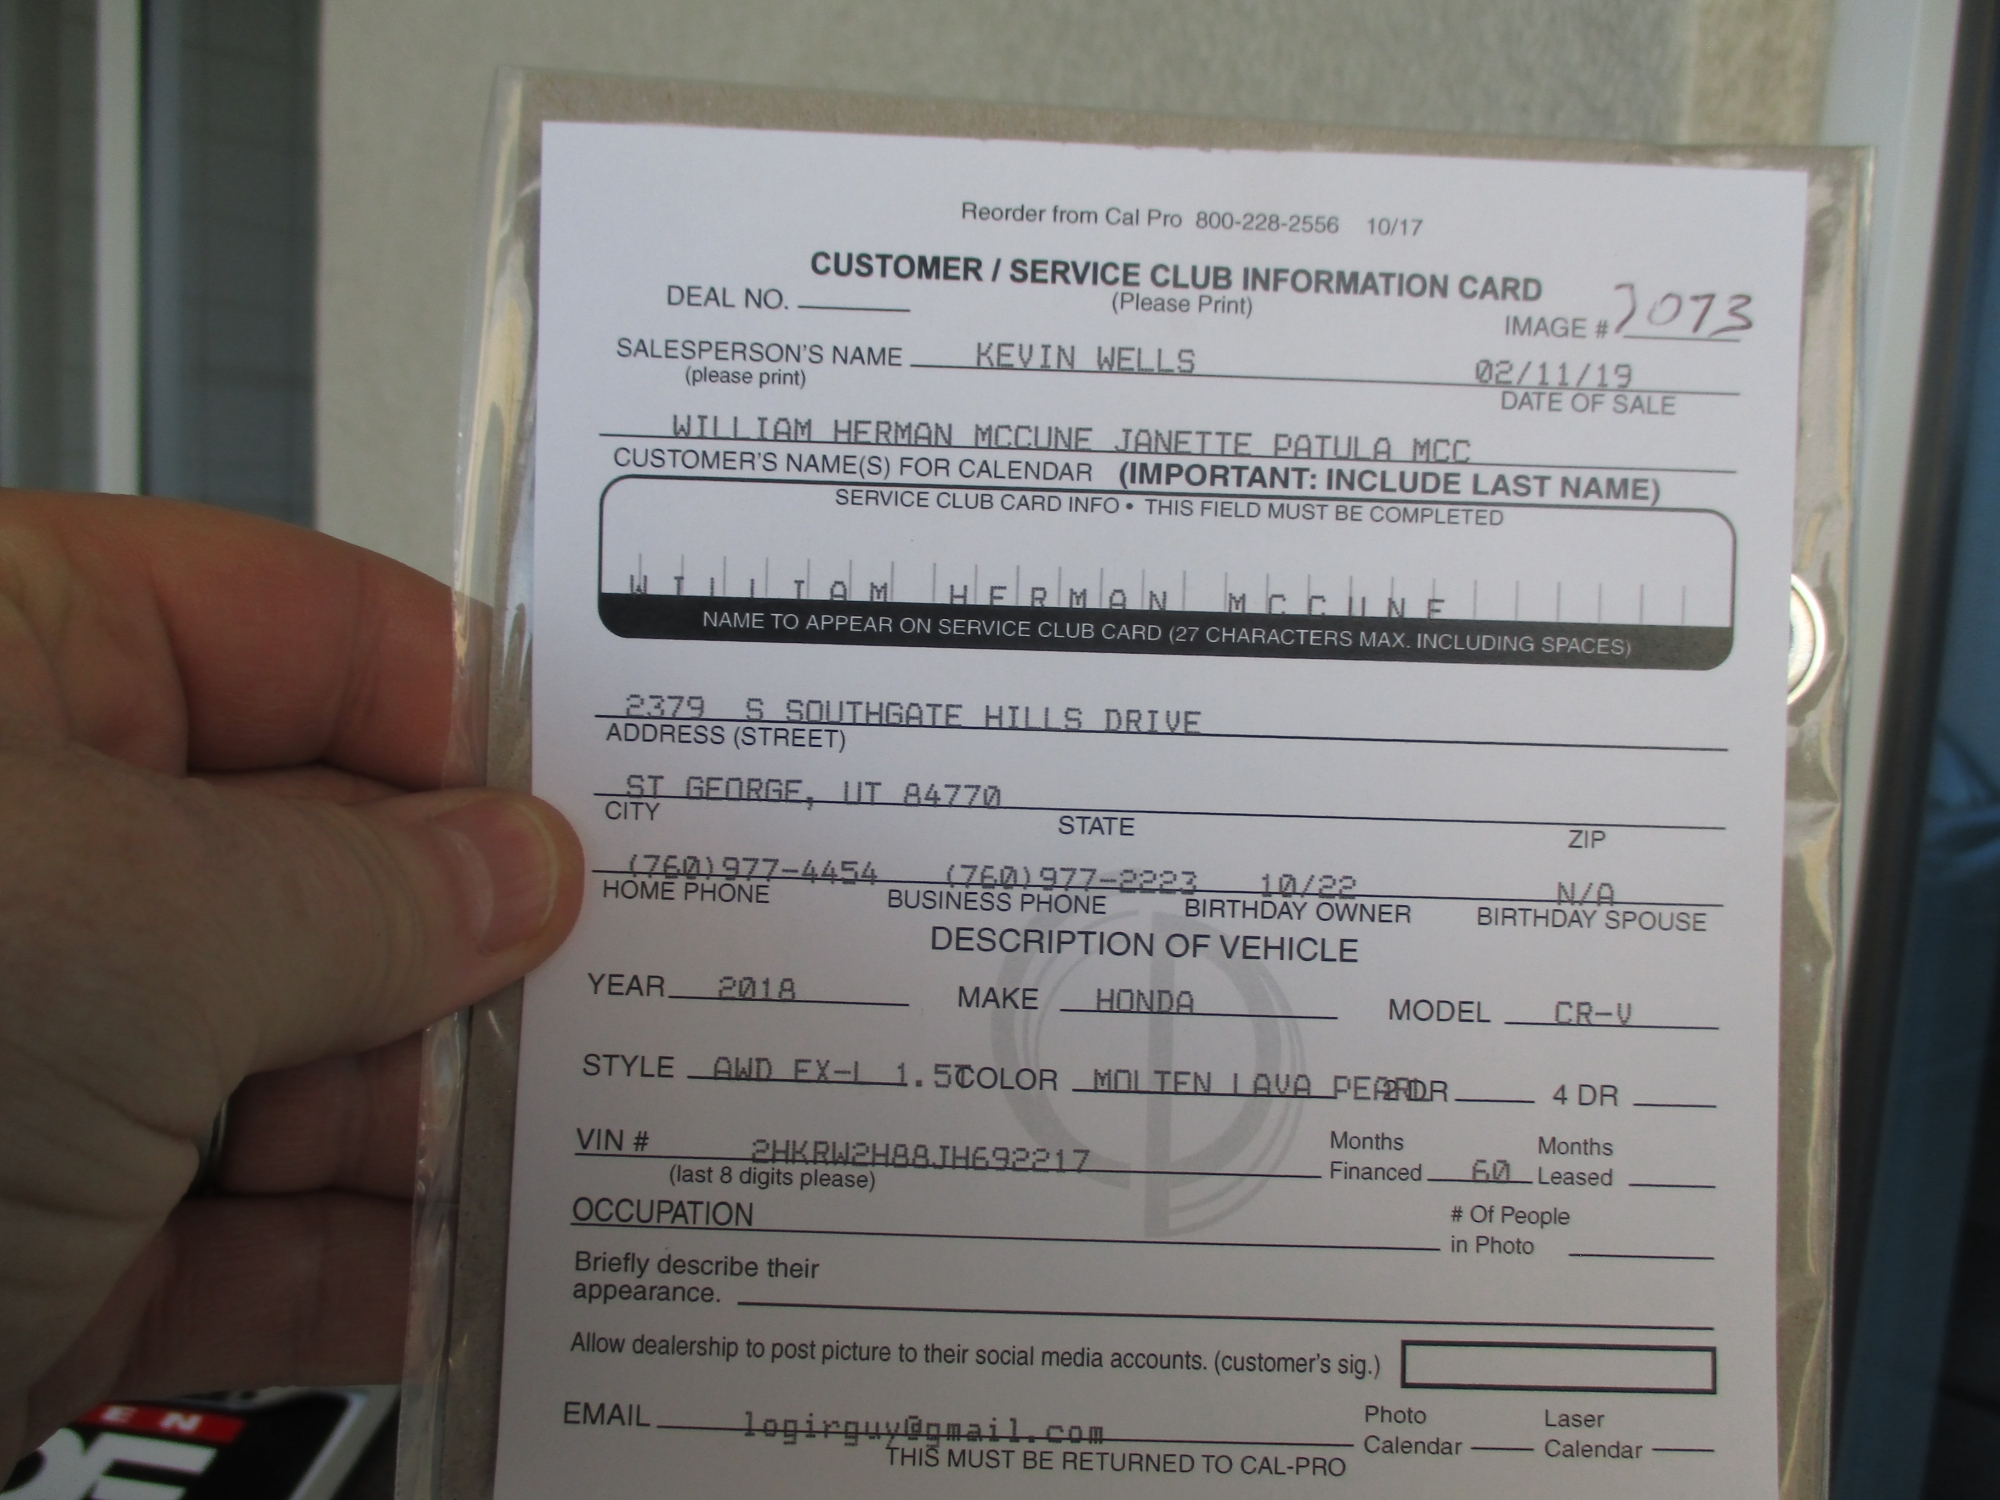 Reorder from Cal Pro 800-228-2556 10/17
CUSTOMER / SERVICE CLUB INFORMATION CARD
DEAL NO. (Please Print) IMAGE # 2073
SALESPERSON'S NAME KEVIN WELLS 02/11/19
(please print) DATE OF SALE
WILLIAM HERMAN MCCUNE JANETTE PATULA MCC
CUSTOMER'S NAME(S) FOR CALENDAR (IMPORTANT: INCLUDE LAST NAME)
SERVICE CLUB CARD INFO • THIS FIELD MUST BE COMPLETED
WILLIAM HERMAN MCCUNE
NAME TO APPEAR ON SERVICE CLUB CARD (27 CHARACTERS MAX. INCLUDING SPACES)
2379 S SOUTHGATE HILLS DRIVE
ADDRESS (STREET)
ST GEORGE, UT 84770
CITY STATE ZIP
(760)977-4454 (760)977-2223 10/22 N/A
HOME PHONE BUSINESS PHONE BIRTHDAY OWNER BIRTHDAY SPOUSE
DESCRIPTION OF VEHICLE
YEAR 2018 MAKE HONDA MODEL CR-V
STYLE AWD EX-L 1.5T COLOR MOLTEN LAVA PEARL 2 DR 4 DR
VIN # 2HKRW2H88JH692217 Months Financed 60 Months Leased
(last 8 digits please)
OCCUPATION # Of People in Photo
Briefly describe their
appearance.
Allow dealership to post picture to their social media accounts. (customer's sig.)
EMAIL logirguy@gmail.com Photo Calendar Laser Calendar
THIS MUST BE RETURNED TO CAL-PRO
EN